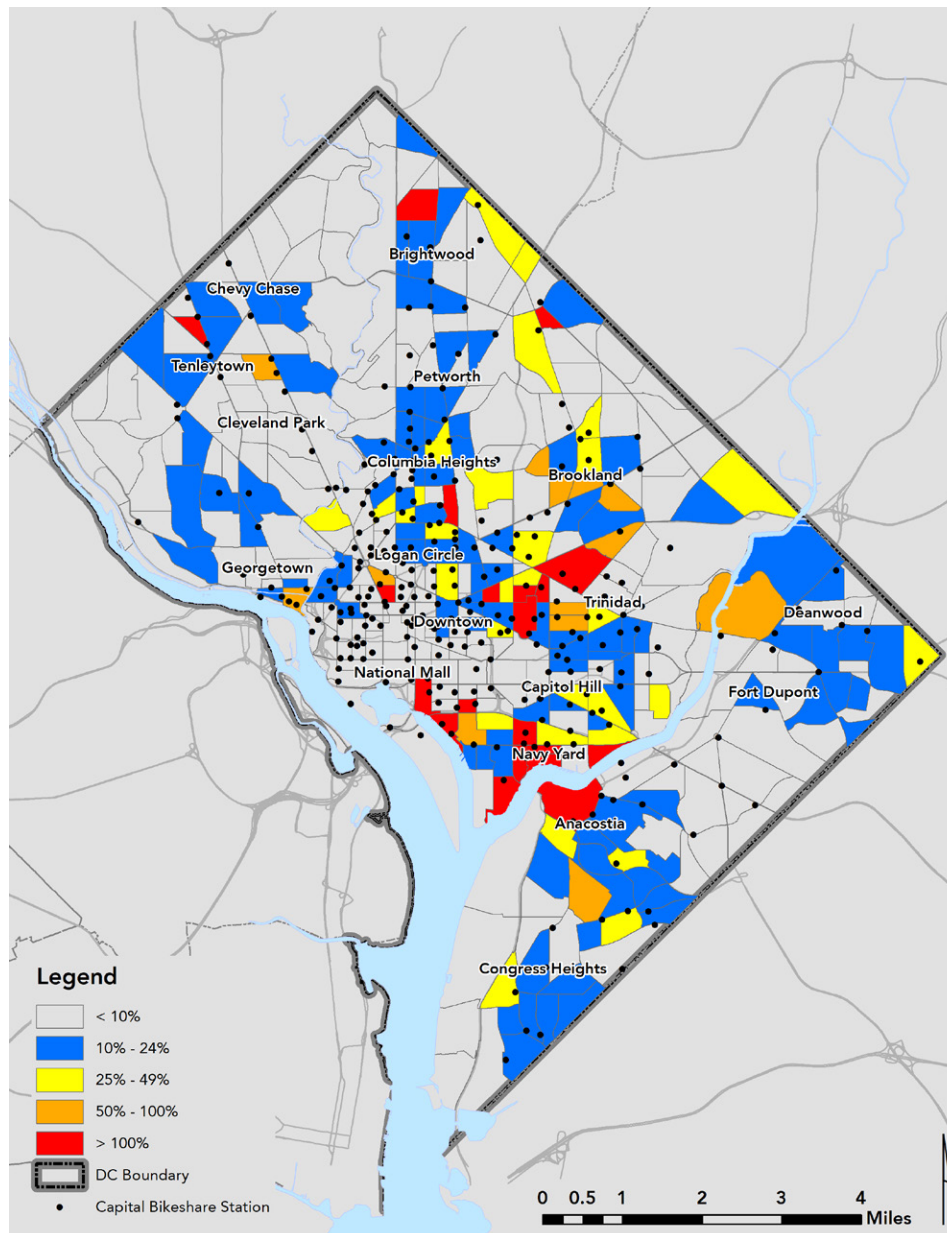 Brightwood
Chevy Chase
Tenleytown
Petworth
Cleveland Park
Columbia Heights
Brookland
Logan Circle
Georgetown
Trinidad
Deanwood
Downtown
National Mall
Capitol Hill
Fort Dupont
Navy Yard
Anacostia
Congress Heights
Legend
< 10%
10% - 24%
25% - 49%
50% - 100%
> 100%
DC Boundary
Capital Bikeshare Station
0 0.5 1 2 3 4
Miles